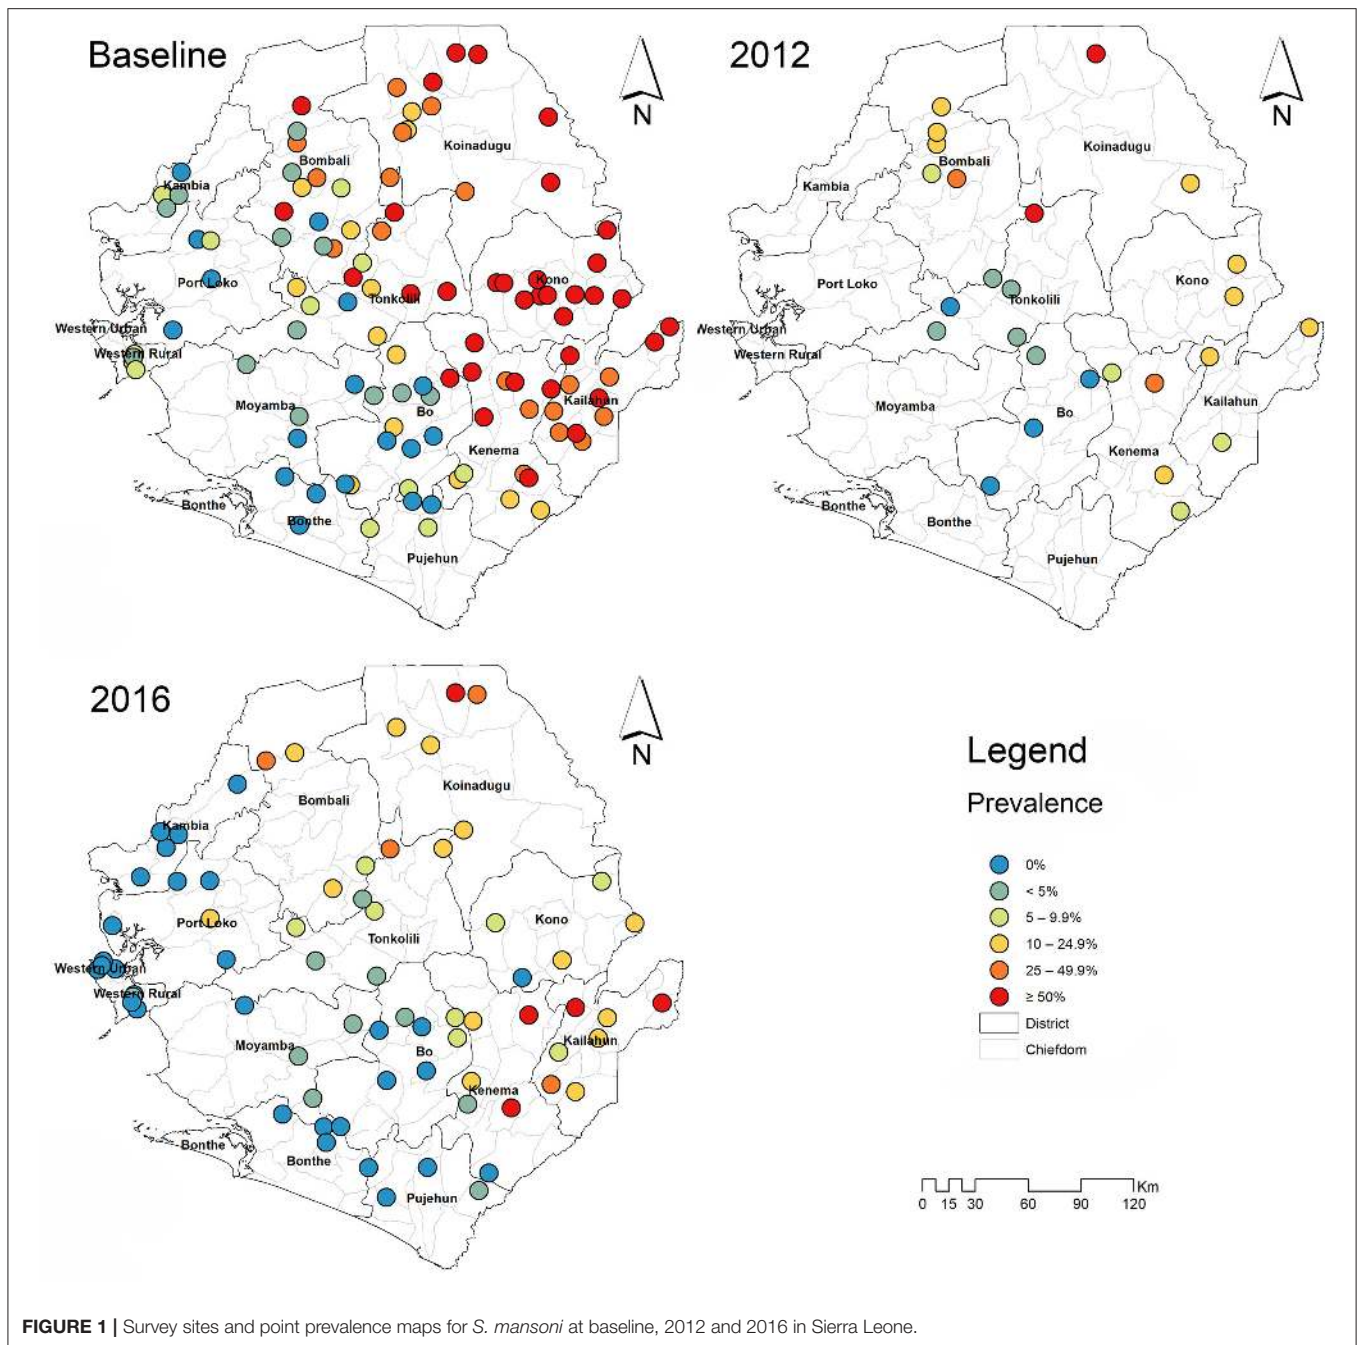 Baseline
N
Koinadugu
Bombali
Kambia
Port Loko
Kono
Tonkolili
Western Urban
Western Rural
Moyamba
Bo
Kailahun
Kenema
Bonthe
Bonthe
Pujehun
2012
N
Koinadugu
Bombali
Kambia
Port Loko
Kono
Tonkolili
Western Urban
Western Rural
Moyamba
Bo
Kailahun
Kenema
Bonthe
Bonthe
Pujehun
2016
N
Koinadugu
Bombali
Kambia
Port Loko
Kono
Tonkolili
Western Urban
Western Rural
Moyamba
Bo
Kailahun
Kenema
Bonthe
Bonthe
Pujehun
Legend
Prevalence
0%
< 5%
5 – 9.9%
10 – 24.9%
25 – 49.9%
≥ 50%
District
Chiefdom
Km
0 15 30 60 90 120
FIGURE 1 | Survey sites and point prevalence maps for S. mansoni at baseline, 2012 and 2016 in Sierra Leone.